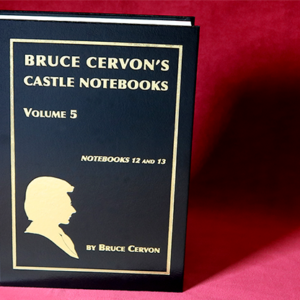 BRUCE CERVON'S
CASTLE NOTEBOOKS
VOLUME 5
NOTEBOOKS 12 AND 13
BY BRUCE CERVON